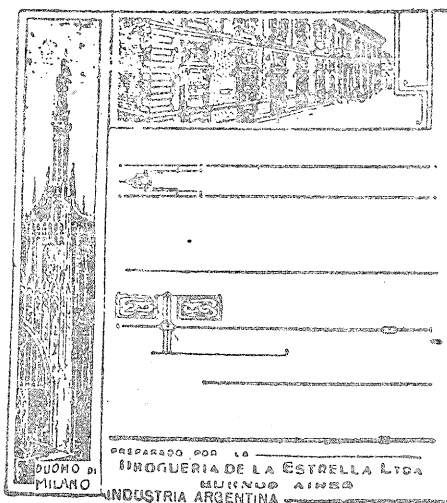 DUOMO DI
MILANO
PREPARADO POR LA
DROGUERIA DE LA ESTRELLA LTDA
BUENOS AIRES
INDUSTRIA ARGENTINA